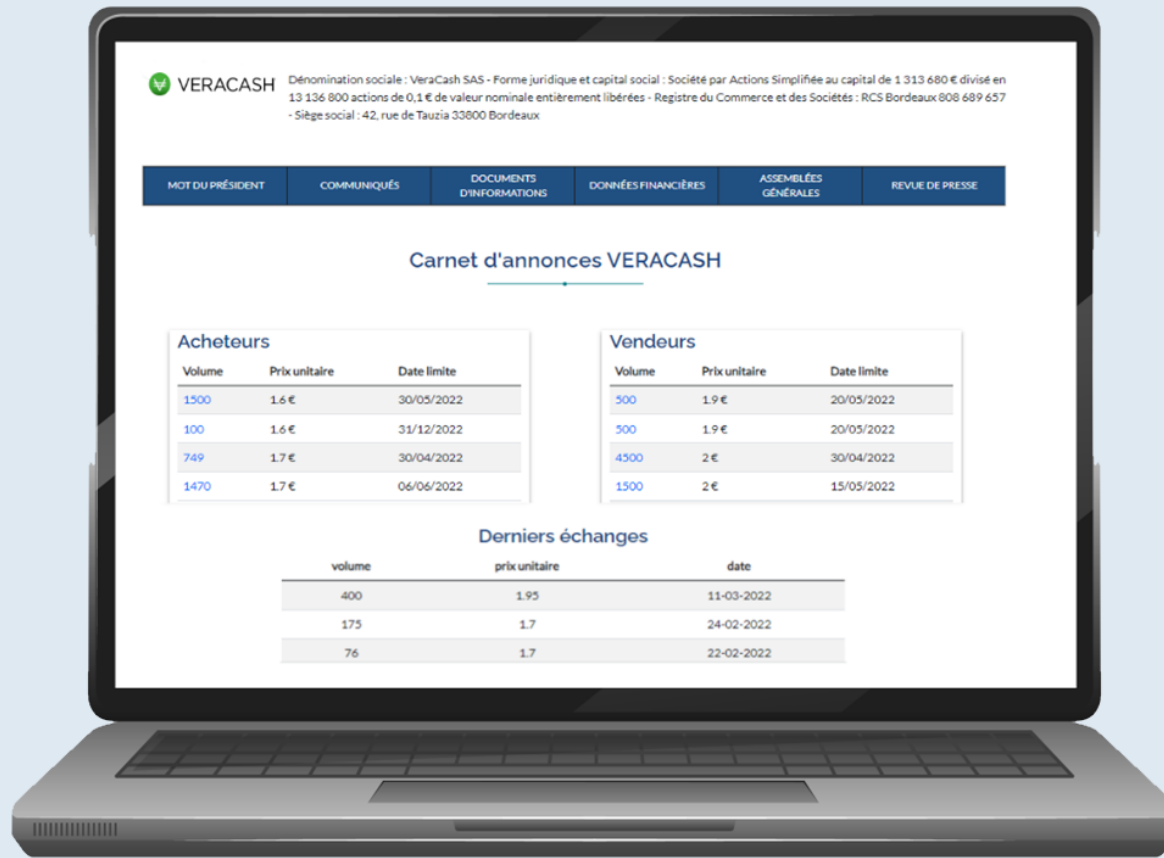 VERACASH
Dénomination sociale : VeraCash SAS - Forme juridique et capital social : Société par Actions Simplifiée au capital de 1 313 680 € divisé en
13 136 800 actions de 0,1 € de valeur nominale entièrement libérées - Registre du Commerce et des Sociétés : RCS Bordeaux 808 689 657
- Siège social : 42, rue de Tauzia 33800 Bordeaux
MOT DU PRÉSIDENT
COMMUNIQUÉS
DOCUMENTS
D'INFORMATIONS
DONNÉES FINANCIÈRES
ASSEMBLÉES
GÉNÉRALES
REVUE DE PRESSE
Carnet d'annonces VERACASH
Acheteurs
Volume Prix unitaire Date limite
1500 1.6 € 30/05/2022
100 1.6 € 31/12/2022
749 1.7 € 30/04/2022
1470 1.7 € 06/06/2022
Vendeurs
Volume Prix unitaire Date limite
500 1.9 € 20/05/2022
500 1.9 € 20/05/2022
4500 2 € 30/04/2022
1500 2 € 15/05/2022
Derniers échanges
volume prix unitaire date
400 1.95 11-03-2022
175 1.7 24-02-2022
76 1.7 22-02-2022